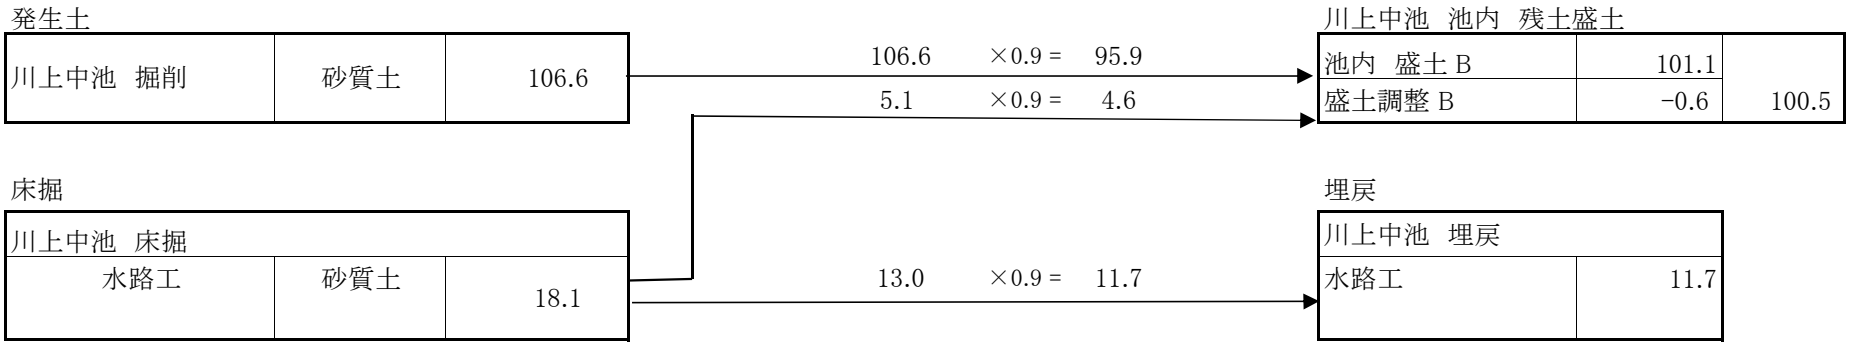 発生土
川上中池 掘削 砂質土 106.6
106.6 ×0.9 = 95.9
5.1 ×0.9 = 4.6
川上中池 池内 残土盛土
池内 盛土 B 101.1
盛土調整 B -0.6 100.5
床掘
川上中池 床掘
水路工 砂質土 18.1
13.0 ×0.9 = 11.7
埋戻
川上中池 埋戻
水路工 11.7